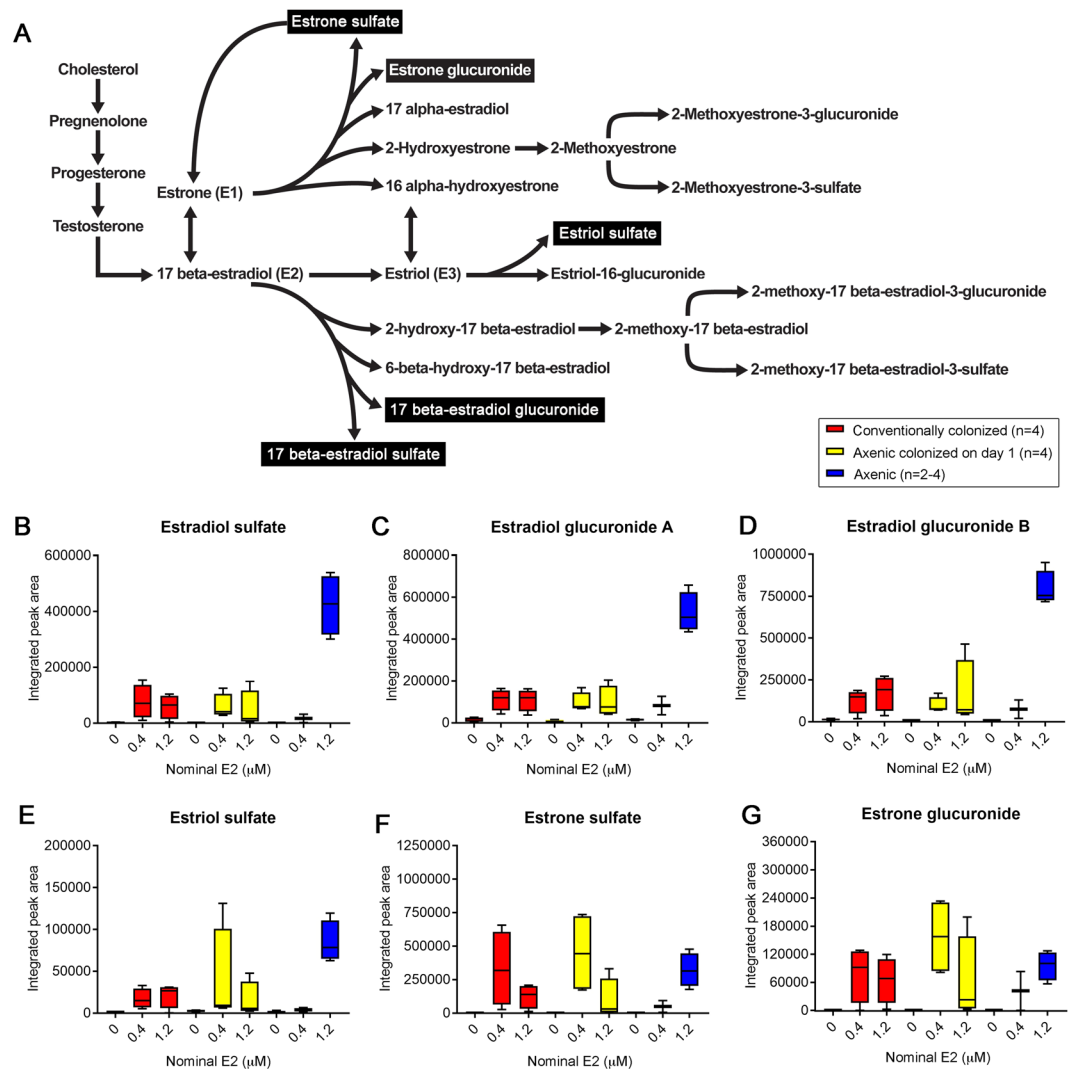 A
Estrone sulfate
Cholesterol
Estrone glucuronide
Pregnenolone
17 alpha-estradiol
2-Methoxyestrone-3-glucuronide
2-Hydroxyestrone
2-Methoxyestrone
Progesterone
Estrone (E1)
16 alpha-hydroxyestrone
2-Methoxyestrone-3-sulfate
Testosterone
Estriol sulfate
17 beta-estradiol (E2)
Estriol (E3)
Estriol-16-glucuronide
2-methoxy-17 beta-estradiol-3-glucuronide
2-hydroxy-17 beta-estradiol
2-methoxy-17 beta-estradiol
6-beta-hydroxy-17 beta-estradiol
2-methoxy-17 beta-estradiol-3-sulfate
17 beta-estradiol glucuronide
17 beta-estradiol sulfate
Conventionally colonized (n=4)
Axenic colonized on day 1 (n=4)
Axenic (n=2-4)
B
Estradiol sulfate
Integrated peak area
600000
400000
200000
0
0 0.4 1.2 0 0.4 1.2 0 0.4 1.2
Nominal E2 (μM)
C
Estradiol glucuronide A
Integrated peak area
800000
600000
400000
200000
0
0 0.4 1.2 0 0.4 1.2 0 0.4 1.2
Nominal E2 (μM)
D
Estradiol glucuronide B
Integrated peak area
1000000
750000
500000
250000
0
0 0.4 1.2 0 0.4 1.2 0 0.4 1.2
Nominal E2 (μM)
E
Estriol sulfate
Integrated peak area
200000
150000
100000
50000
0
0 0.4 1.2 0 0.4 1.2 0 0.4 1.2
Nominal E2 (μM)
F
Estrone sulfate
Integrated peak area
1250000
1000000
750000
500000
250000
0
0 0.4 1.2 0 0.4 1.2 0 0.4 1.2
Nominal E2 (μM)
G
Estrone glucuronide
Integrated peak area
360000
300000
240000
180000
120000
60000
0
0 0.4 1.2 0 0.4 1.2 0 0.4 1.2
Nominal E2 (μM)